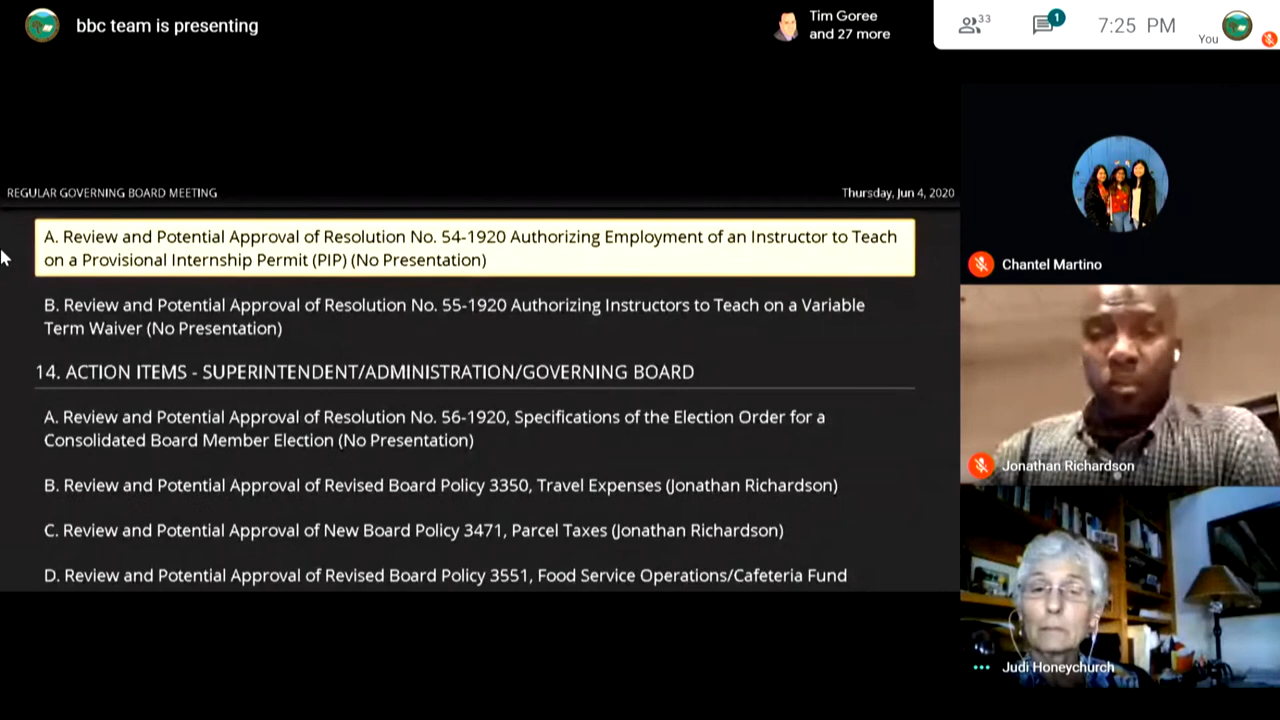 bbc team is presenting
Tim Goree
and 27 more
33
1
7:25 PM
You
REGULAR GOVERNING BOARD MEETING
Thursday, Jun 4, 2020
A. Review and Potential Approval of Resolution No. 54-1920 Authorizing Employment of an Instructor to Teach
on a Provisional Internship Permit (PIP) (No Presentation)
B. Review and Potential Approval of Resolution No. 55-1920 Authorizing Instructors to Teach on a Variable
Term Waiver (No Presentation)
14. ACTION ITEMS - SUPERINTENDENT/ADMINISTRATION/GOVERNING BOARD
A. Review and Potential Approval of Resolution No. 56-1920, Specifications of the Election Order for a
Consolidated Board Member Election (No Presentation)
B. Review and Potential Approval of Revised Board Policy 3350, Travel Expenses (Jonathan Richardson)
C. Review and Potential Approval of New Board Policy 3471, Parcel Taxes (Jonathan Richardson)
D. Review and Potential Approval of Revised Board Policy 3551, Food Service Operations/Cafeteria Fund
Chantel Martino
Jonathan Richardson
Judi Honeychurch